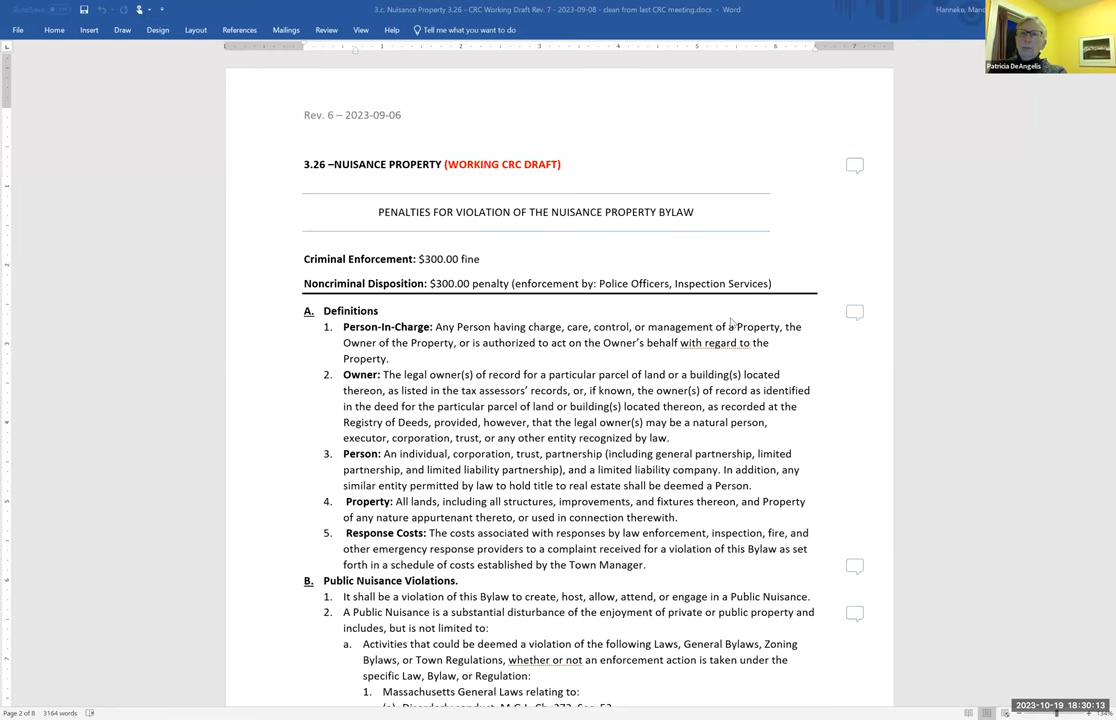 AutoSave
3.c. Nuisance Property 3.26 - CRC Working Draft Rev. 7 - 2023-09-08 - clean from last CRC meeting.docx - Word
Hanneke,
File Home Insert Draw Design Layout References Mailings Review View Help Tell me what you want to do
Patricia DeAngelis
1 2 3 4 5 6 7
Rev. 6 – 2023-09-06
3.26 –NUISANCE PROPERTY (WORKING CRC DRAFT)
PENALTIES FOR VIOLATION OF THE NUISANCE PROPERTY BYLAW
Criminal Enforcement: $300.00 fine
Noncriminal Disposition: $300.00 penalty (enforcement by: Police Officers, Inspection Services)
A. Definitions
1. Person-In-Charge: Any Person having charge, care, control, or management of a Property, the
Owner of the Property, or is authorized to act on the Owner's behalf with regard to the
Property.
2. Owner: The legal owner(s) of record for a particular parcel of land or a building(s) located
thereon, as listed in the tax assessors' records, or, if known, the owner(s) of record as identified
in the deed for the particular parcel of land or building(s) located thereon, as recorded at the
Registry of Deeds, provided, however, that the legal owner(s) may be a natural person,
executor, corporation, trust, or any other entity recognized by law.
3. Person: An individual, corporation, trust, partnership (including general partnership, limited
partnership, and limited liability partnership), and a limited liability company. In addition, any
similar entity permitted by law to hold title to real estate shall be deemed a Person.
4. Property: All lands, including all structures, improvements, and fixtures thereon, and Property
of any nature appurtenant thereto, or used in connection therewith.
5. Response Costs: The costs associated with responses by law enforcement, inspection, fire, and
other emergency response providers to a complaint received for a violation of this Bylaw as set
forth in a schedule of costs established by the Town Manager.
B. Public Nuisance Violations.
1. It shall be a violation of this Bylaw to create, host, allow, attend, or engage in a Public Nuisance.
2. A Public Nuisance is a substantial disturbance of the enjoyment of private or public property and
includes, but is not limited to:
a. Activities that could be deemed a violation of the following Laws, General Bylaws, Zoning
Bylaws, or Town Regulations, whether or not an enforcement action is taken under the
specific Law, Bylaw, or Regulation:
1. Massachusetts General Laws relating to:
(a) Disorderly conduct, M.G.L. Ch. 272, Sec. 53
Page 2 of 8 3164 words
2023-10-19 18:30:13
134%